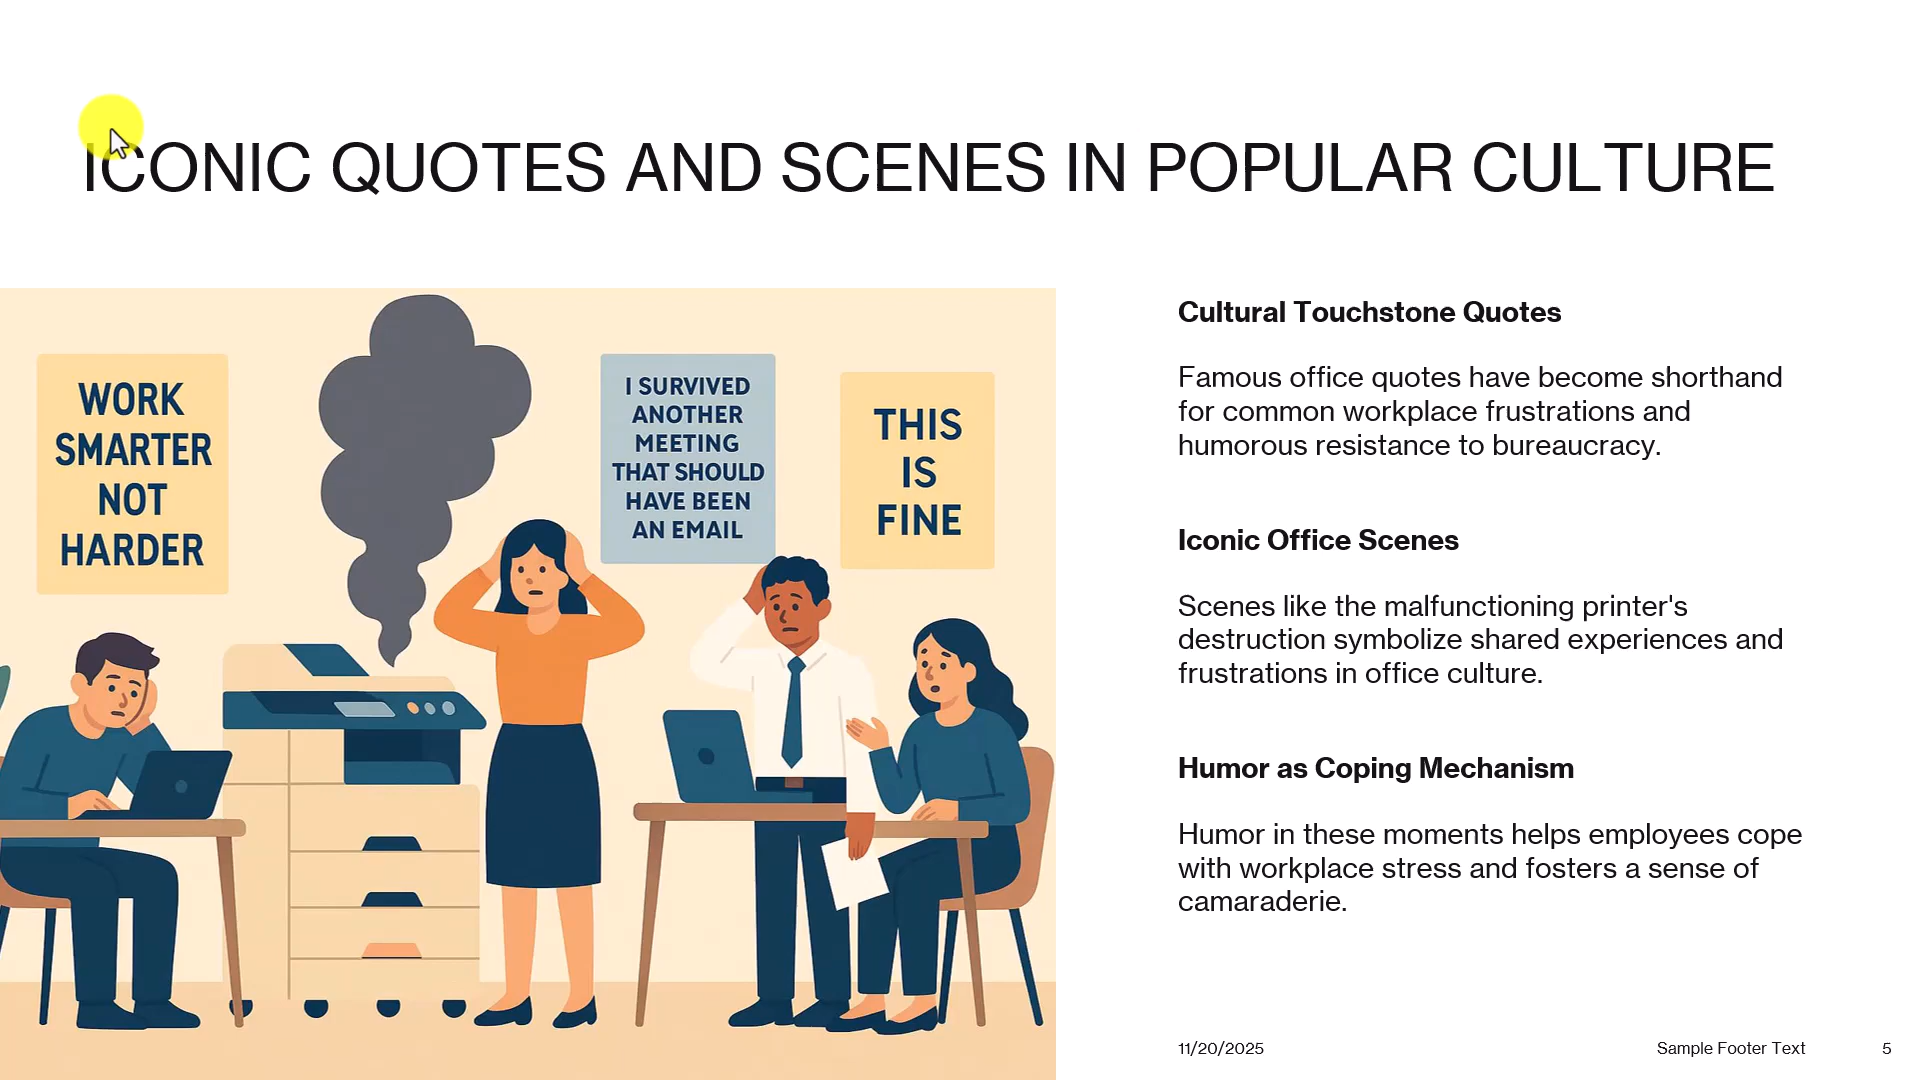 ICONIC QUOTES AND SCENES IN POPULAR CULTURE
WORK
SMARTER
NOT
HARDER
I SURVIVED
ANOTHER
MEETING
THAT SHOULD
HAVE BEEN
AN EMAIL
THIS
IS
FINE
Cultural Touchstone Quotes
Famous office quotes have become shorthand
for common workplace frustrations and
humorous resistance to bureaucracy.
Iconic Office Scenes
Scenes like the malfunctioning printer's
destruction symbolize shared experiences and
frustrations in office culture.
Humor as Coping Mechanism
Humor in these moments helps employees cope
with workplace stress and fosters a sense of
camaraderie.
11/20/2025
Sample Footer Text
5